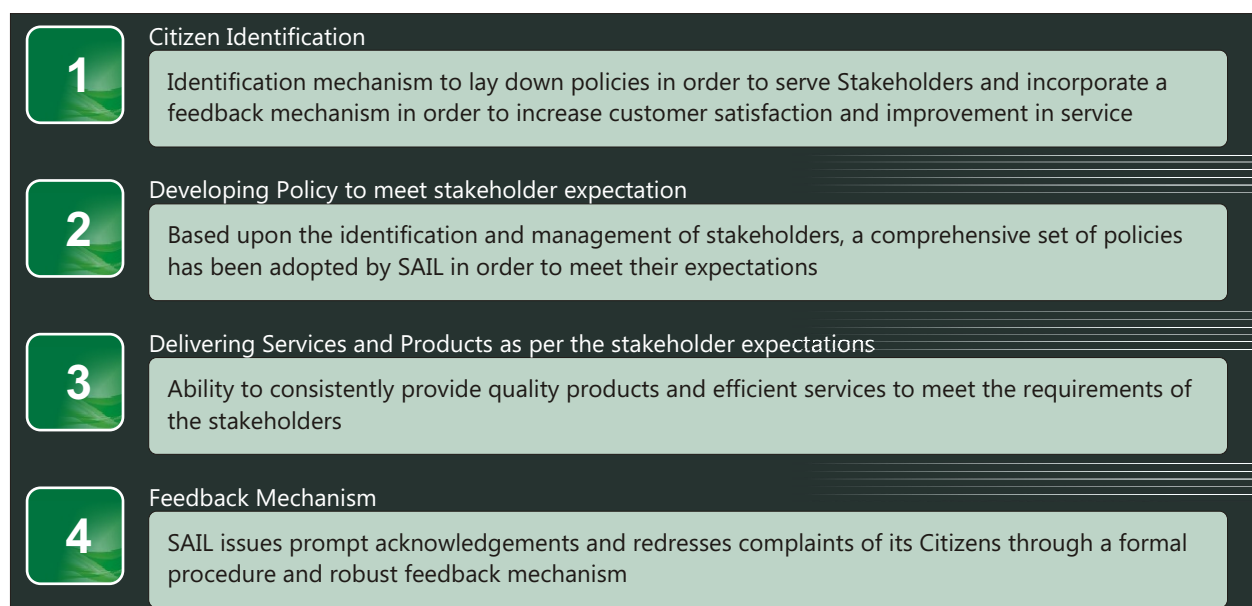 1
Citizen Identification
Identification mechanism to lay down policies in order to serve Stakeholders and incorporate a
feedback mechanism in order to increase customer satisfaction and improvement in service
2
Developing Policy to meet stakeholder expectation
Based upon the identification and management of stakeholders, a comprehensive set of policies
has been adopted by SAIL in order to meet their expectations
3
Delivering Services and Products as per the stakeholder expectations
Ability to consistently provide quality products and efficient services to meet the requirements of
the stakeholders
4
Feedback Mechanism
SAIL issues prompt acknowledgements and redresses complaints of its Citizens through a formal
procedure and robust feedback mechanism